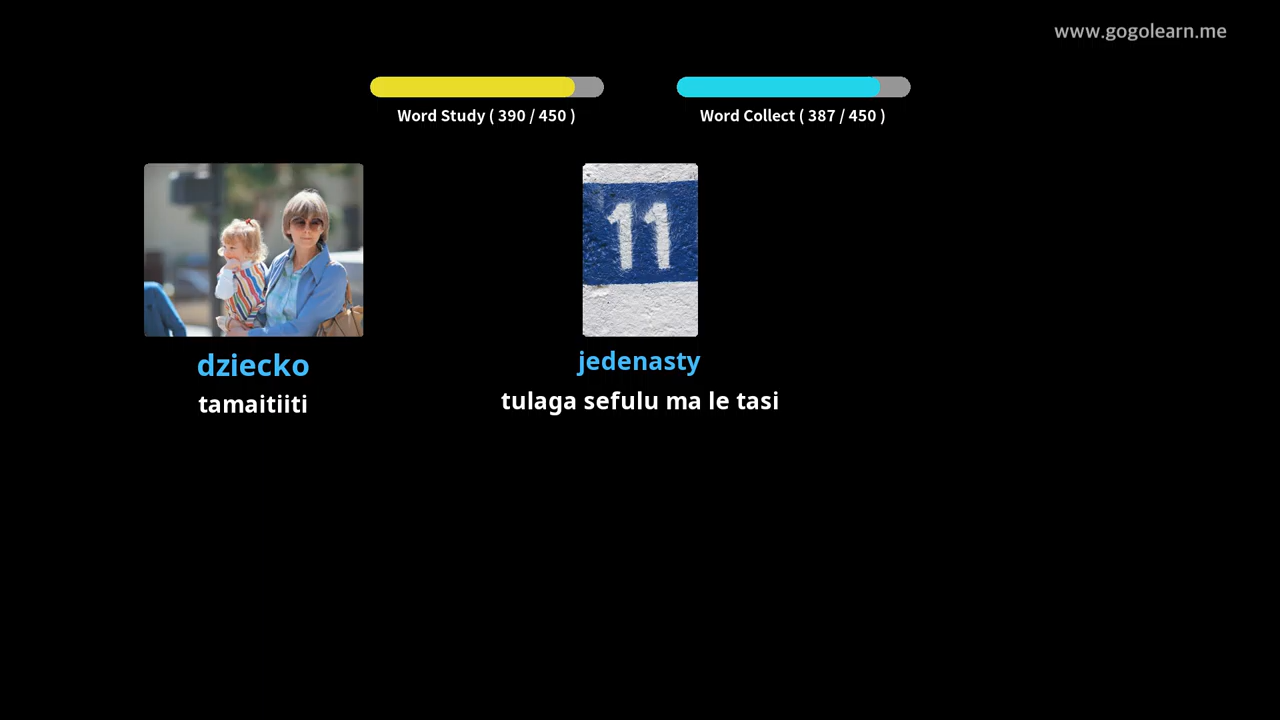 www.gogolearn.me
Word Study ( 390 / 450 )
Word Collect ( 387 / 450 )
11
dziecko
tamaitiiti
jedenasty
tulaga sefulu ma le tasi